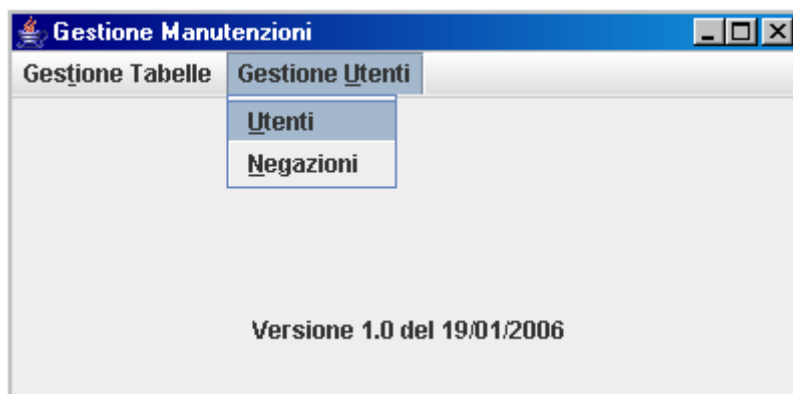 Gestione Manutenzioni
Gestione Tabelle Gestione Utenti
Utenti
Negazioni
Versione 1.0 del 19/01/2006